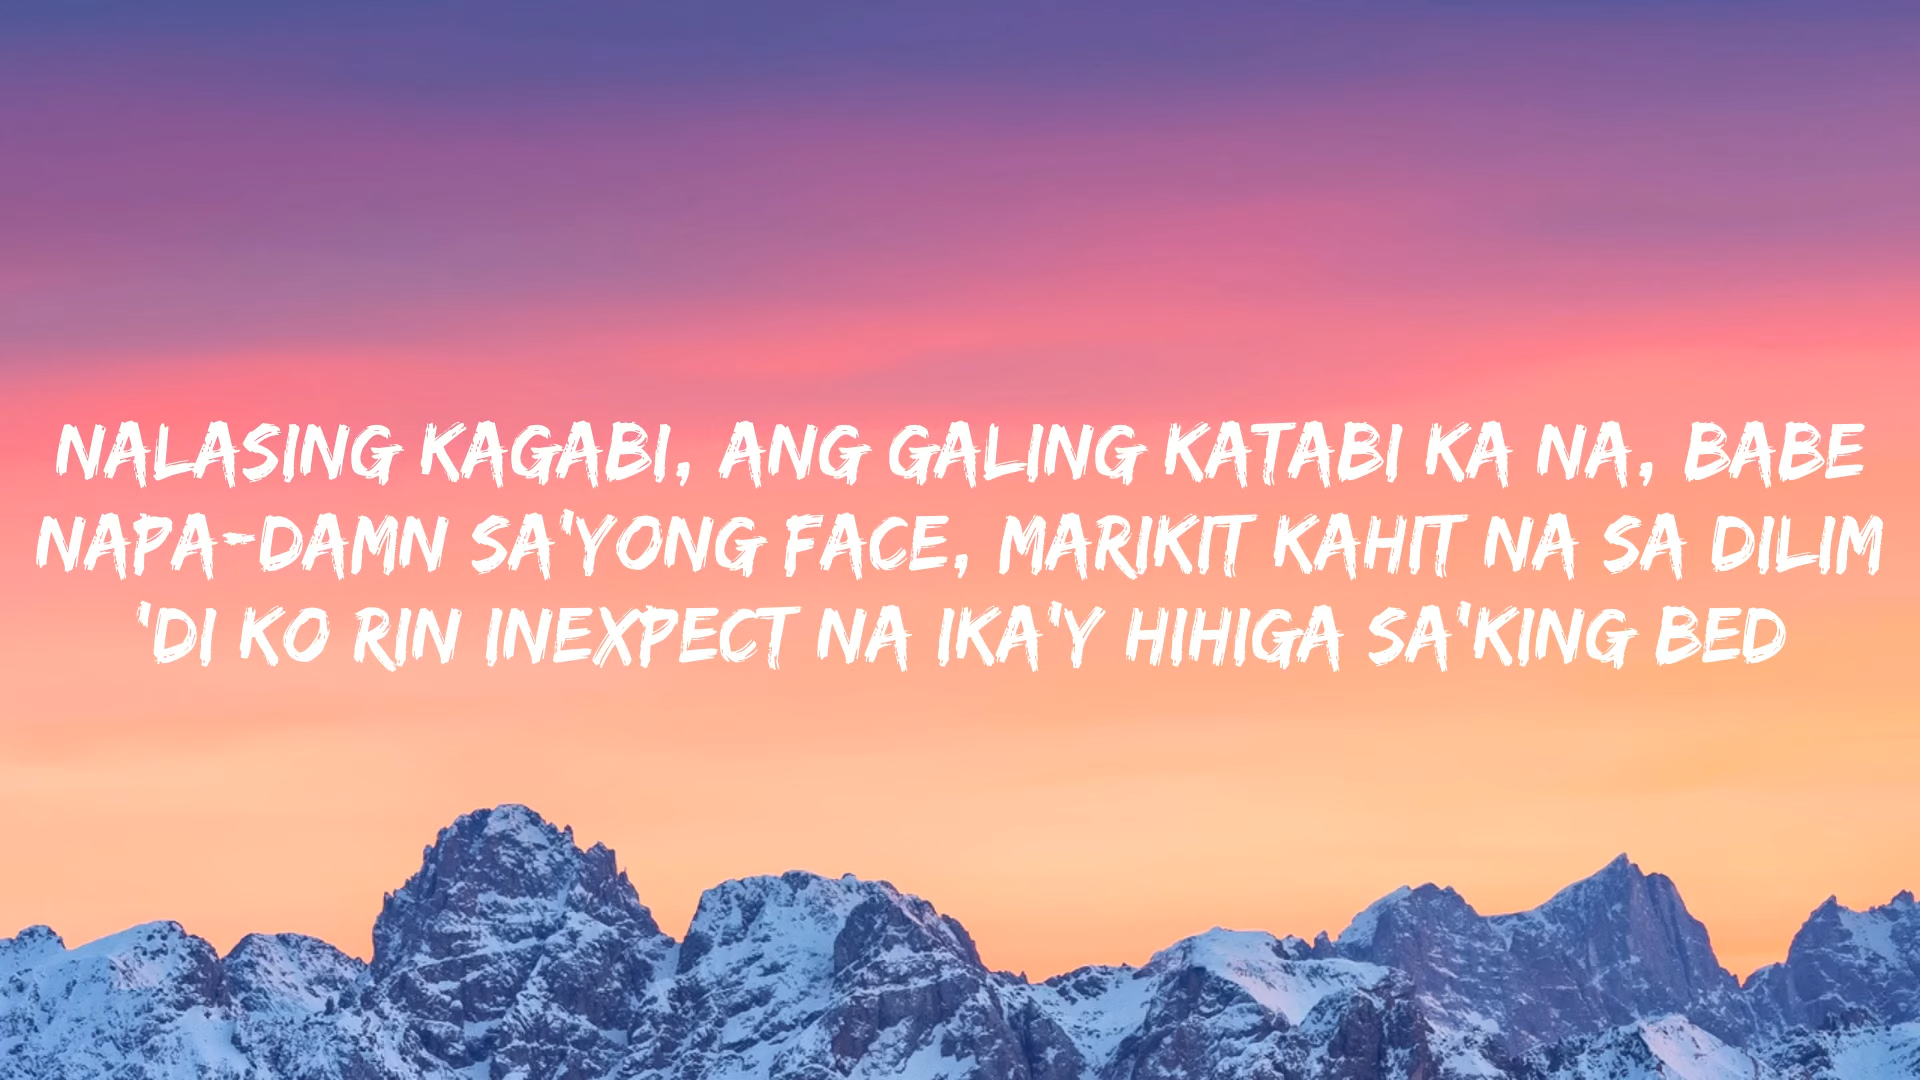 NALASING KAGABI, ANG GALING KATABI KA NA, BABE
NAPA-DAMN SA'YONG FACE, MARIKIT KAHIT NA SA DILIM
'DI KO RIN INEXPECT NA IKA'Y HIHIGA SA'KING BED